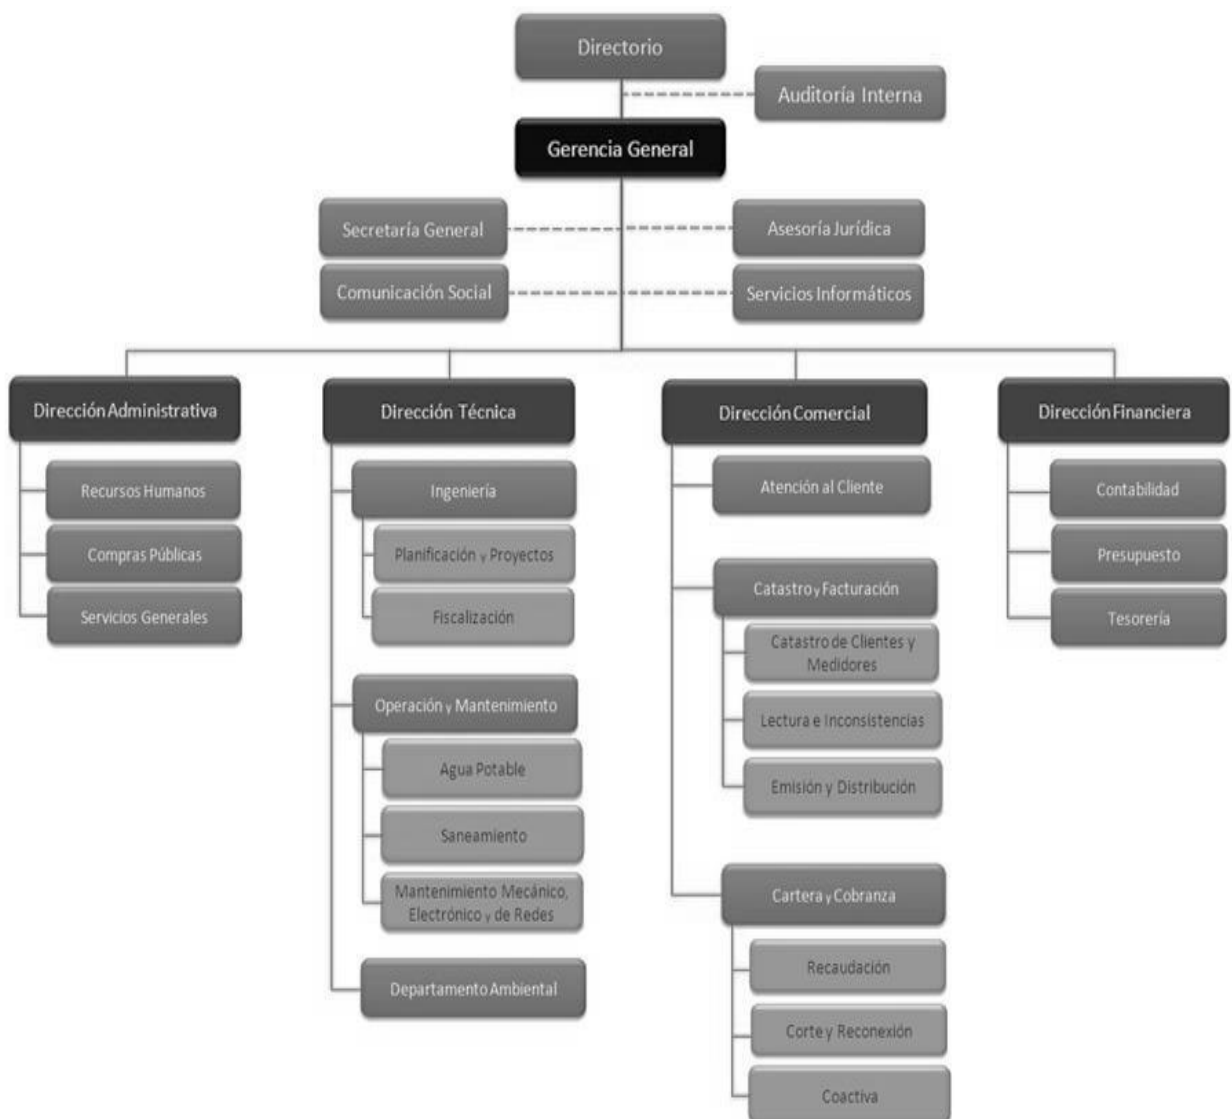 Directorio
Auditoría Interna
Gerencia General
Secretaría General
Asesoría Jurídica
Comunicación Social
Servicios Informáticos
Dirección Administrativa
Recursos Humanos
Compras Públicas
Servicios Generales
Dirección Técnica
Ingeniería
Planificación y Proyectos
Fiscalización
Operación y Mantenimiento
Agua Potable
Saneamiento
Mantenimiento Mecánico,
Electrónico y de Redes
Departamento Ambiental
Dirección Comercial
Atención al Cliente
Catastro y Facturación
Catastro de Clientes y
Medidores
Lectura e Inconsistencias
Emisión y Distribución
Cartera y Cobranza
Recaudación
Corte y Reconexión
Coactiva
Dirección Financiera
Contabilidad
Presupuesto
Tesorería